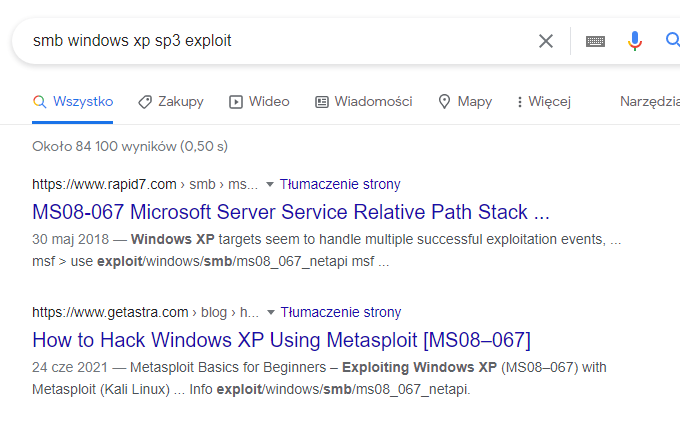 smb windows xp sp3 exploit
Wszystko Zakupy Wideo Wiadomości Mapy Więcej Narzędzia
Około 84 100 wyników (0,50 s)
https://www.rapid7.com › smb › ms... Tłumaczenie strony
MS08-067 Microsoft Server Service Relative Path Stack ...
30 maj 2018 — Windows XP targets seem to handle multiple successful exploitation events, ...
msf > use exploit/windows/smb/ms08_067_netapi msf ...
https://www.getastra.com › blog › h... Tłumaczenie strony
How to Hack Windows XP Using Metasploit [MS08–067]
24 cze 2021 — Metasploit Basics for Beginners – Exploiting Windows XP (MS08–067) with
Metasploit (Kali Linux) ... Info exploit/windows/smb/ms08_067_netapi.